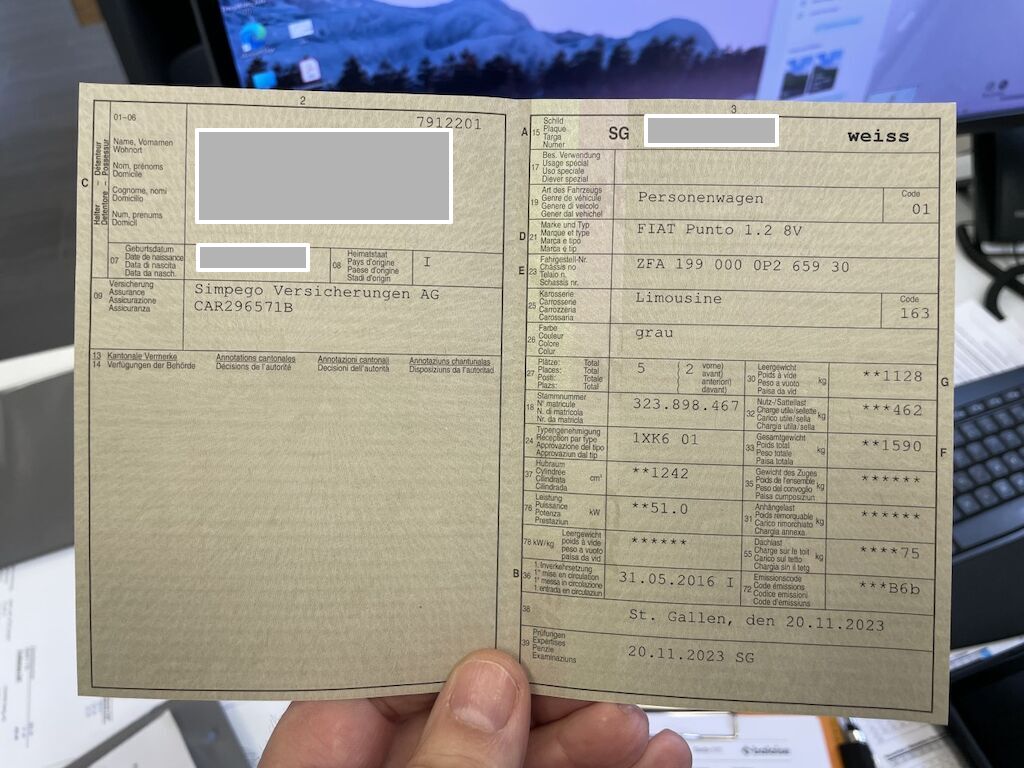 2
01–06
7912201
Name, Vornamen
Wohnort
Nom, prénoms
Domicile
Cognome, nomi
Domicilio
Num, prenums
Domicil
C
Halter – Détenteur
Detentore – Possessur
07
Geburtsdatum
Date de naissance
Data di nascita
Data da nasch.
08
Heimatstaat
Pays d'origine
Paese d'origine
Stadi d'origin
I
09
Versicherung
Assurance
Assicurazione
Assicuranza
Simpego Versicherungen AG
CAR296571B
13 Kantonale Vermerke Annotations cantonales Annotazioni cantonali Annotaziuns chantunalas
14 Verfügungen der Behörde Décisions de l'autorité Decisioni dell'autorità Disposiziuns da l'autoritad
3
A 15
Schild
Plaque
Targa
Numer
SG weiss
17
Bes. Verwendung
Usage spécial
Uso speciale
Diever spezial
19
Art des Fahrzeugs
Genre de véhicule
Genere di veicolo
Gener dal vehichel
Personenwagen
Code
01
D 21
Marke und Typ
Marque et type
Marca e tipo
Marca e tip
FIAT Punto 1.2 8V
E 23
Fahrgestell-Nr.
Châssis no
Telaio n.
Schassis nr.
ZFA 199 000 0P2 659 30
25
Karosserie
Carrosserie
Carrozzeria
Carossaria
Limousine
Code
163
26
Farbe
Couleur
Colore
Colur
grau
27
Plätze: Total
Places: Total
Posti: Totale
Plazs: Total
5 ( 2
vorne)
avant)
anteriori)
davant)
30
Leergewicht
Poids à vide
Peso a vuoto
Paisa da vid
kg
**1128
G
18
Stammnummer
N° matricule
N. di matricola
Nr. da matricla
323.898.467
32
Nutz-/Sattellast
Charge utile/sellette
Carico utile/sella
Chargia utila/sella
kg
***462
24
Typengenehmigung
Réception par type
Approvazione del tipo
Approvaziun dal tip
1XK6 01
33
Gesamtgewicht
Poids total
Peso totale
Paisa totala
kg
**1590
F
37
Hubraum
Cylindrée
Cilindrata
Cilindrada
cm³
**1242
35
Gewicht des Zuges
Poids de l'ensemble
Peso del convoglio
Paisa cumposiziun
kg
******
76
Leistung
Puissance
Potenza
Prestaziun
kW
**51.0
31
Anhängelast
Poids remorquable
Carico rimorchiato
Chargia annexa
kg
******
78 kW/kg
Leergewicht
poids à vide
peso a vuoto
paisa da vid
******
55
Dachlast
Charge sur le toit
Carico sul tetto
Chargia sin il tetg
kg
****75
B 36
1. Inverkehrsetzung
1re mise en circulation
1a messa in circolazione
1. entrada en circulaziun
31.05.2016 I
72
Emissionscode
Code émissions
Codice emissioni
Code d'emissiuns
***B6b
38
St. Gallen, den 20.11.2023
39
Prüfungen
Expertises
Perizie
Examinaziuns
20.11.2023 SG